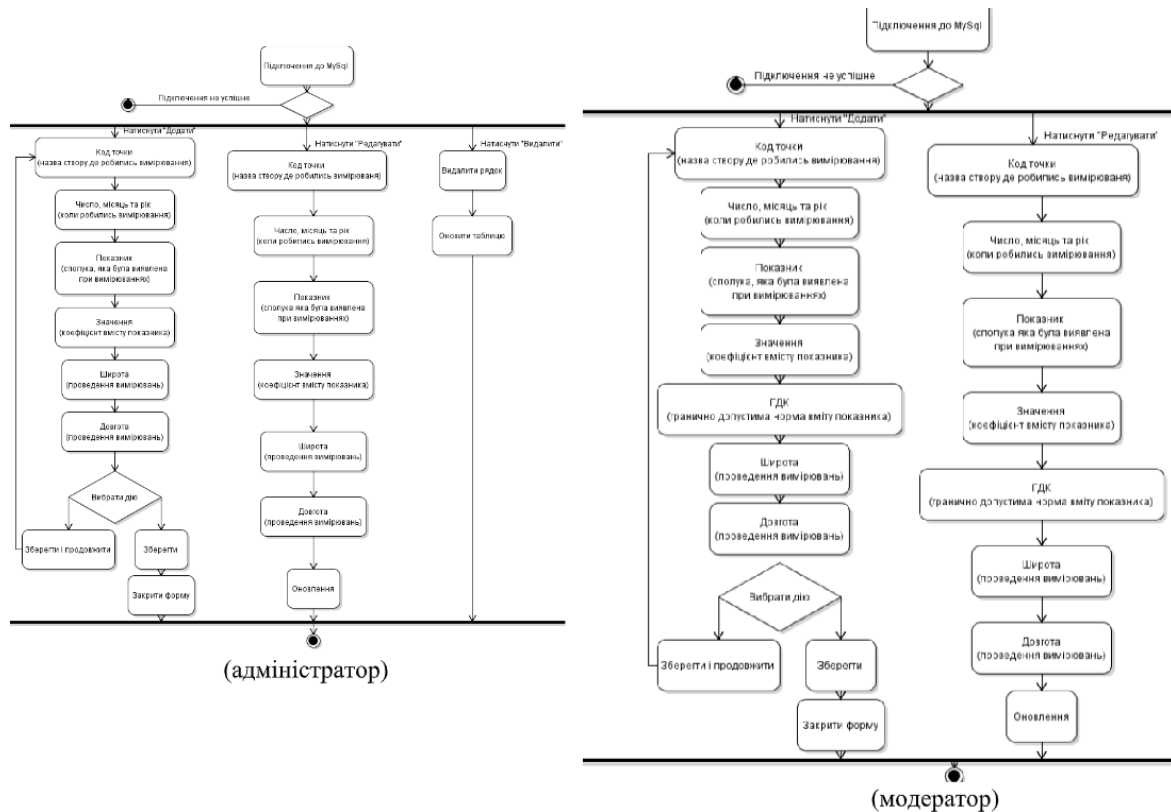 Підключення до MySql
Підключення не успішне
Натиснути "Додати"
Код точки
(назва створу де робились вимірювання)
Число, місяць та рік
(коли робились вимірювання)
Показник
(сполука, яка була виявлена
при вимірюваннях)
Значення
(коефіцієнт вмісту показника)
Широта
(проведення вимірювань)
Довгота
(проведення вимірювань)
Вибрати дію
Зберегти і продовжити
Зберегти
Закрити форму
Натиснути "Редагувати"
Код точки
(назва створу де робились вимірюваня)
Число, місяць та рік
(коли робились вимірювання)
Показник
(сполука яка була виявлена
при вимірюваннях)
Значення
(коефіцієнт вмісту показника)
Широта
(проведення вимірювань)
Довгота
(проведення вимірювань)
Оновлення
Натиснути "Видалити"
Видалити рядок
Оновити таблицю
(адміністратор)
Підключення до MySql
Підключення не успішне
Натиснути "Додати"
Код точки
(назва створу де робились вимірювання)
Число, місяць та рік
(коли робились вимірювання)
Показник
(сполука, яка була виявлена
при вимірюваннях)
Значення
(коефіцієнт вмісту показника)
ГДК
(гранично допустима норма вміту показника)
Широта
(проведення вимірювань)
Довгота
(проведення вимірювань)
Вибрати дію
Зберегти і продовжити
Зберегти
Закрити форму
Натиснути "Редагувати"
Код точки
(назва створу де робились вимірюваня)
Число, місяць та рік
(коли робились вимірювання)
Показник
(сполука яка була виявлена
при вимірюваннях)
Значення
(коефіцієнт вмісту показника)
ГДК
(гранично допустима норма вміту показника)
Широта
(проведення вимірювань)
Довгота
(проведення вимірювань)
Оновлення
(модератор)